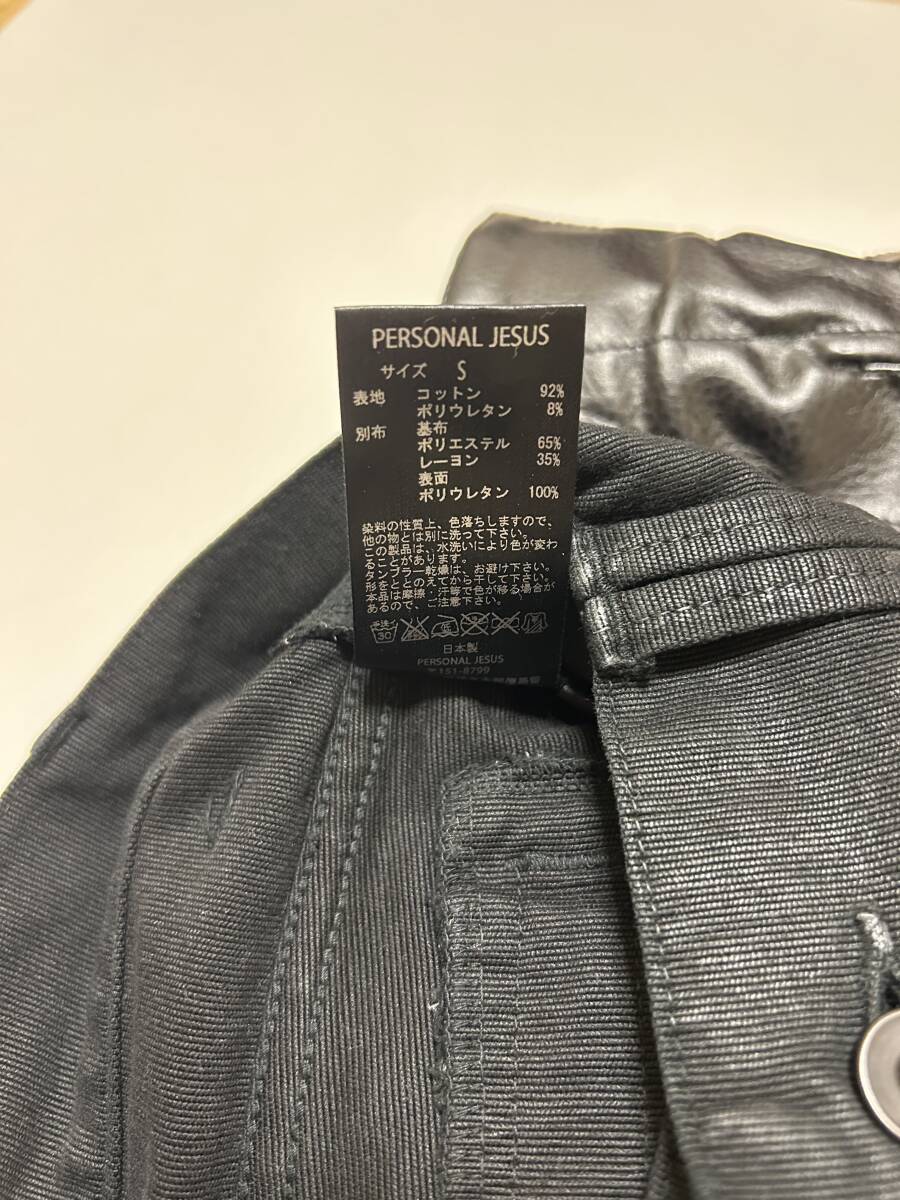 PERSONAL JESUS
サイズ S
表地 コットン 92%
ポリウレタン 8%
別布 基布
ポリエステル 65%
レーヨン 35%
表面
ポリウレタン 100%
染料の性質上、色落ちしますので、
他の物とは別に洗って下さい。
この製品は、水洗いにより色が変わ
ることがあります。
タンブラー乾燥は、お避け下さい。
形をととのえてから干して下さい。
本品は摩擦・汗等で色が移る場合が
あるので、ご注意下さい。
手洗イ
30
日本製
PERSONAL JESUS
〒151-8799